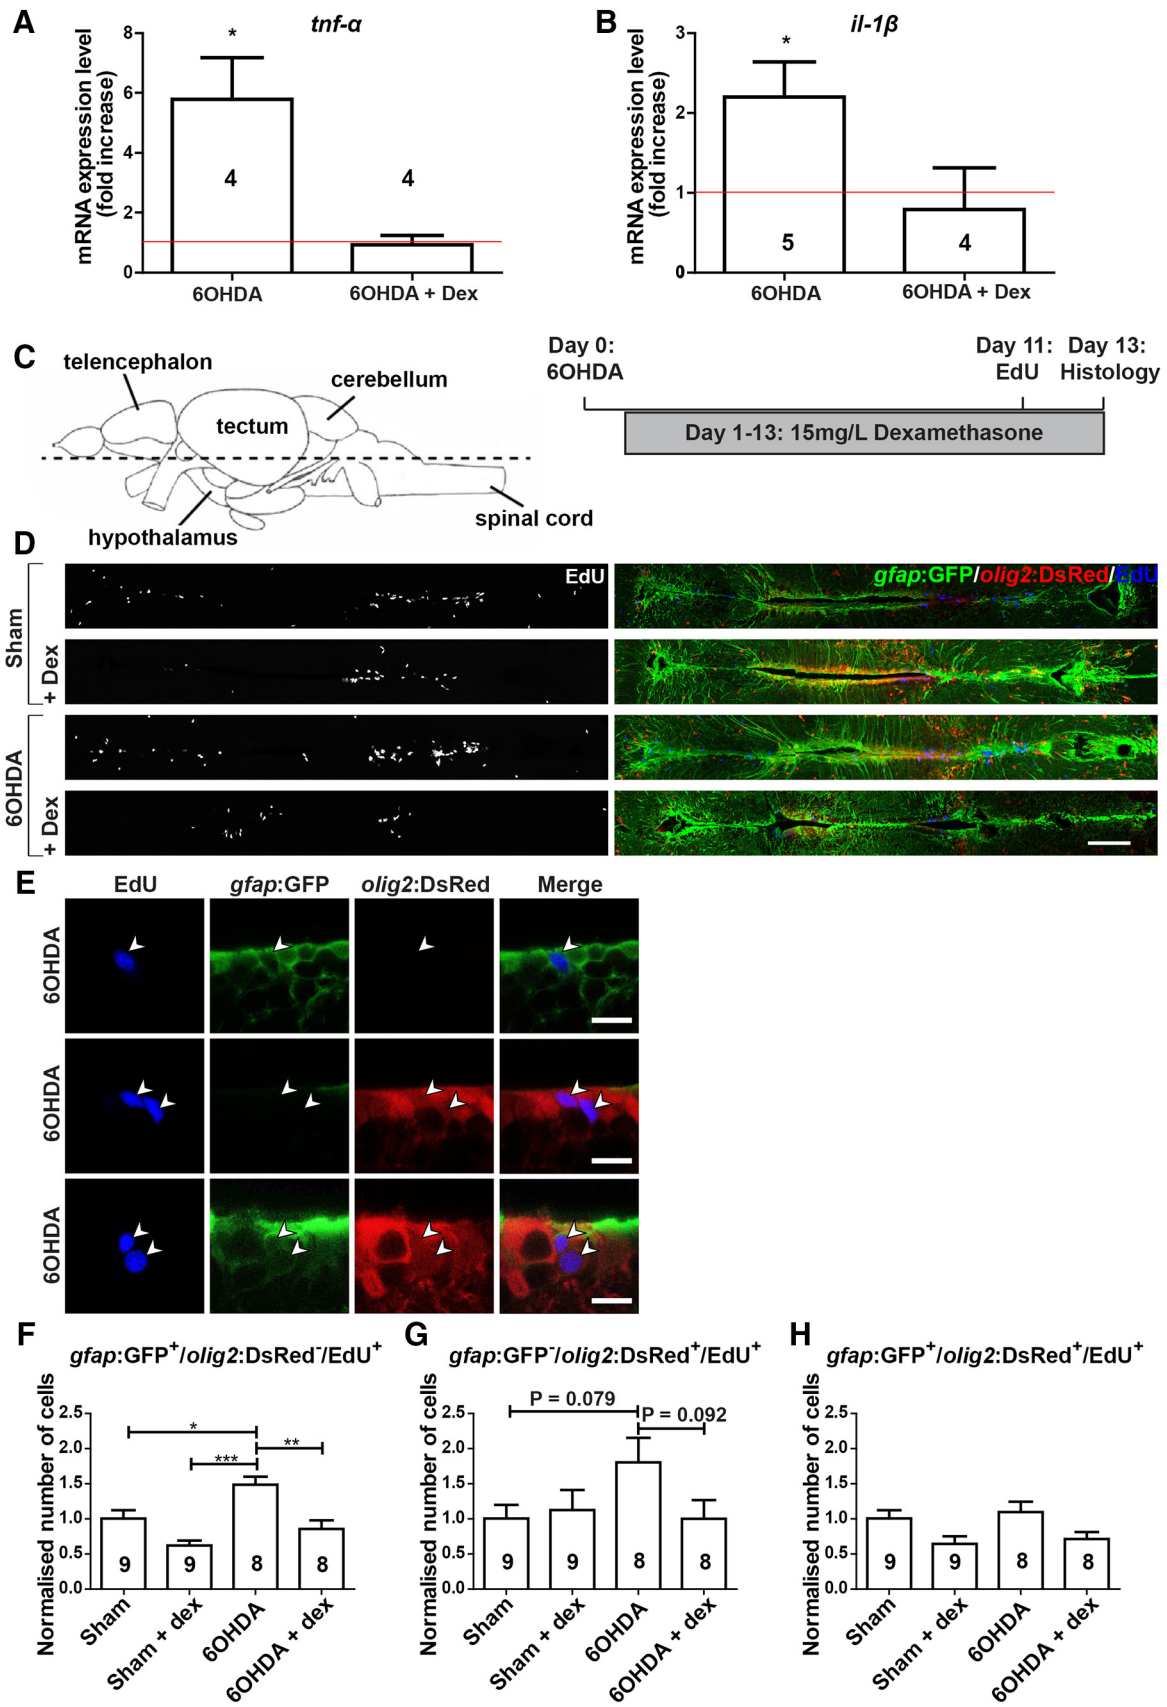 A
tnf-α
mRNA expression level
(fold increase)
8
6
4
2
0
*
4
4
6OHDA
6OHDA + Dex
B
il-1β
mRNA expression level
(fold increase)
3
2
1
0
*
5
4
6OHDA
6OHDA + Dex
C
telencephalon
cerebellum
tectum
hypothalamus
spinal cord
Day 0:
6OHDA
Day 11:
EdU
Day 13:
Histology
Day 1-13: 15mg/L Dexamethasone
D
Sham
+ Dex
6OHDA
+ Dex
EdU
gfap:GFP/olig2:DsRed/EdU
E
EdU
gfap:GFP
olig2:DsRed
Merge
6OHDA
6OHDA
6OHDA
F
gfap:GFP⁺/olig2:DsRed⁻/EdU⁺
Normalised number of cells
2.5
2.0
1.5
1.0
0.5
0.0
*
***
**
9
9
8
8
Sham
Sham + dex
6OHDA
6OHDA + dex
G
gfap:GFP⁻/olig2:DsRed⁺/EdU⁺
Normalised number of cells
2.5
2.0
1.5
1.0
0.5
0.0
P = 0.079
P = 0.092
9
9
8
8
Sham
Sham + dex
6OHDA
6OHDA + dex
H
gfap:GFP⁺/olig2:DsRed⁺/EdU⁺
Normalised number of cells
2.5
2.0
1.5
1.0
0.5
0.0
9
9
8
8
Sham
Sham + dex
6OHDA
6OHDA + dex